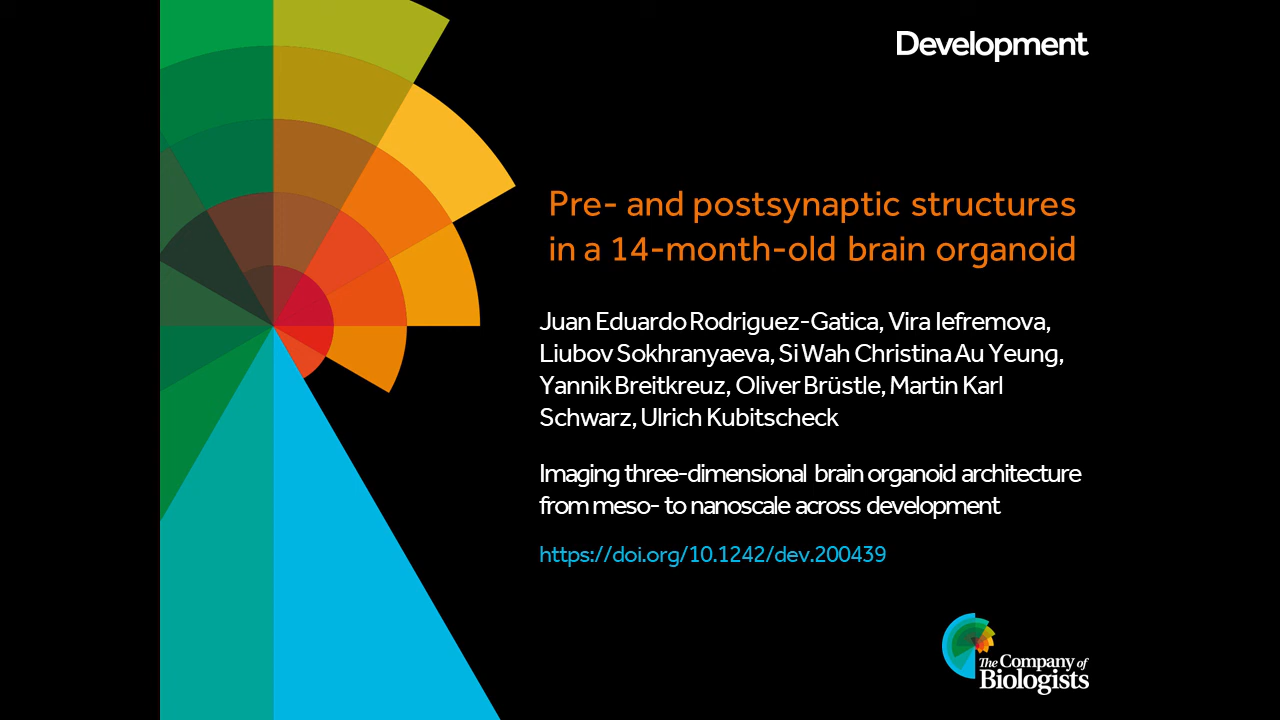 Development
Pre- and postsynaptic structures
in a 14-month-old brain organoid
Juan Eduardo Rodriguez-Gatica, Vira Iefremova,
Liubov Sokhranyaeva, Si Wah Christina Au Yeung,
Yannik Breitkreuz, Oliver Brüstle, Martin Karl
Schwarz, Ulrich Kubitscheck
Imaging three-dimensional brain organoid architecture
from meso- to nanoscale across development
https://doi.org/10.1242/dev.200439
The Company of
Biologists